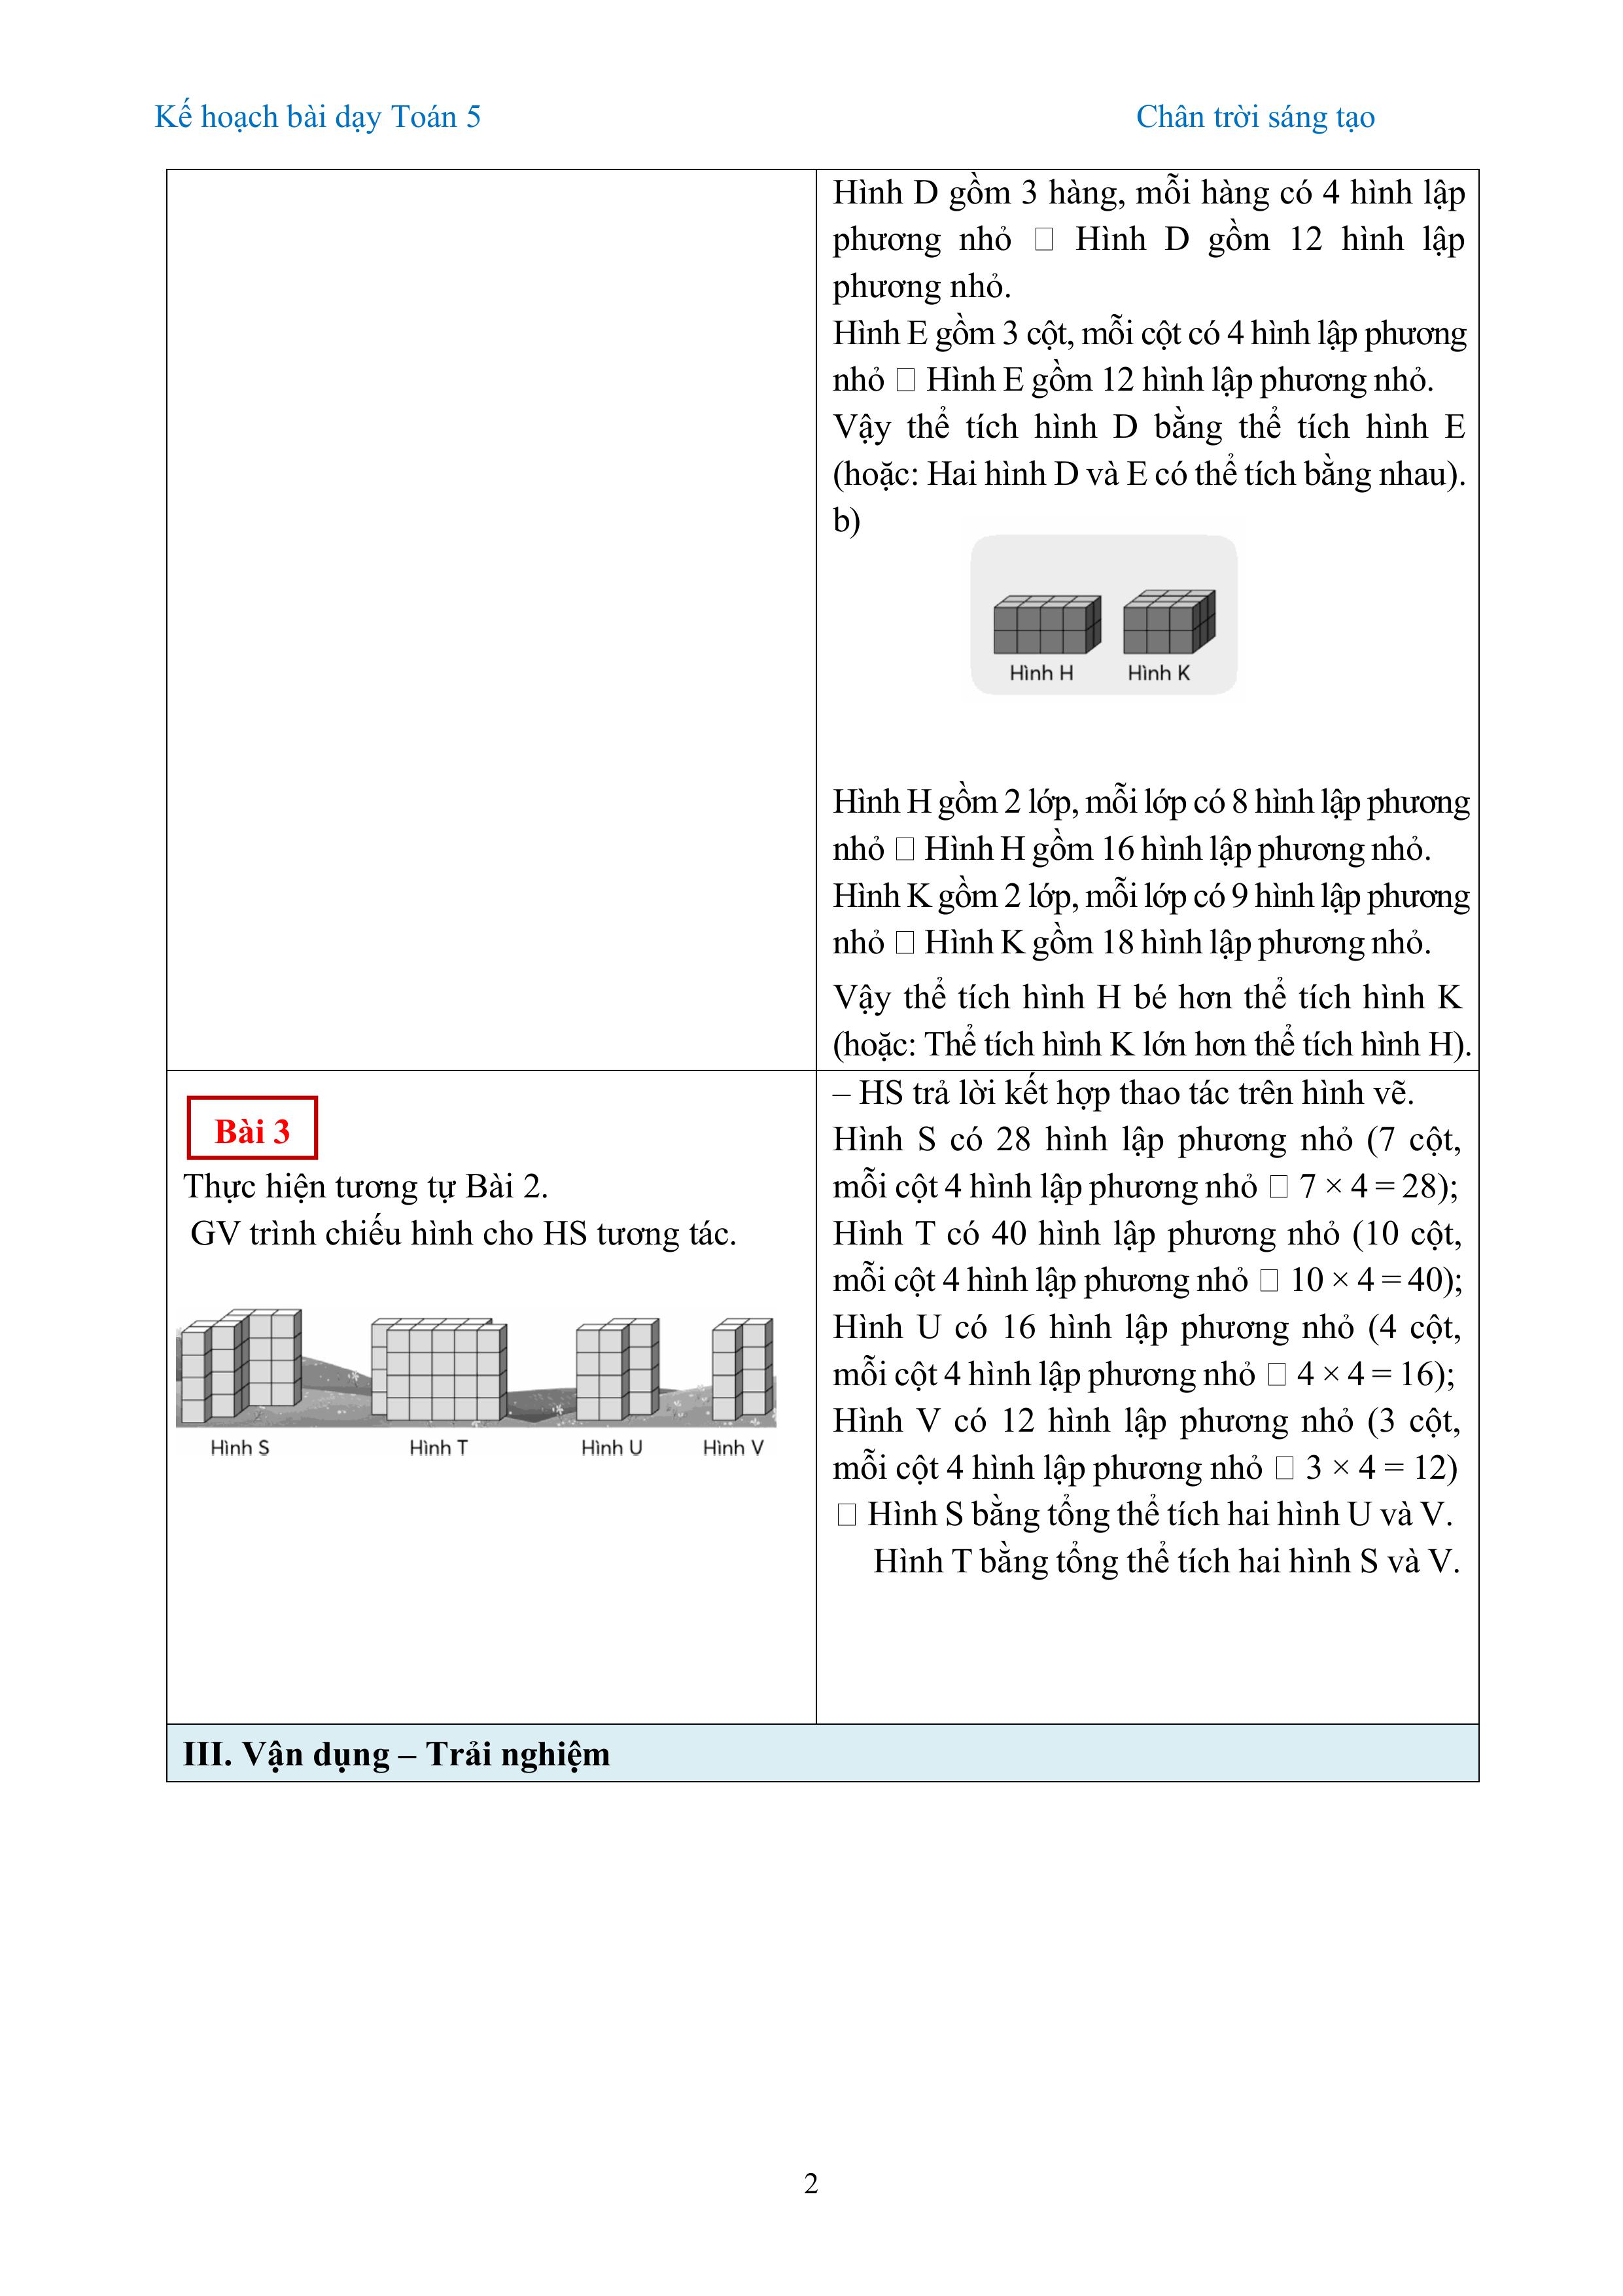 Kế hoạch bài dạy Toán 5 Chân trời sáng tạo
Hình D gồm 3 hàng, mỗi hàng có 4 hình lập
phương nhỏ □ Hình D gồm 12 hình lập
phương nhỏ.
Hình E gồm 3 cột, mỗi cột có 4 hình lập phương
nhỏ □ Hình E gồm 12 hình lập phương nhỏ.
Vậy thể tích hình D bằng thể tích hình E
(hoặc: Hai hình D và E có thể tích bằng nhau).
b)
Hình H Hình K
Hình H gồm 2 lớp, mỗi lớp có 8 hình lập phương
nhỏ □ Hình H gồm 16 hình lập phương nhỏ.
Hình K gồm 2 lớp, mỗi lớp có 9 hình lập phương
nhỏ □ Hình K gồm 18 hình lập phương nhỏ.
Vậy thể tích hình H bé hơn thể tích hình K
(hoặc: Thể tích hình K lớn hơn thể tích hình H).
Bài 3
Thực hiện tương tự Bài 2.
GV trình chiếu hình cho HS tương tác.
Hình S Hình T Hình U Hình V
– HS trả lời kết hợp thao tác trên hình vẽ.
Hình S có 28 hình lập phương nhỏ (7 cột,
mỗi cột 4 hình lập phương nhỏ □ 7 × 4 = 28);
Hình T có 40 hình lập phương nhỏ (10 cột,
mỗi cột 4 hình lập phương nhỏ □ 10 × 4 = 40);
Hình U có 16 hình lập phương nhỏ (4 cột,
mỗi cột 4 hình lập phương nhỏ □ 4 × 4 = 16);
Hình V có 12 hình lập phương nhỏ (3 cột,
mỗi cột 4 hình lập phương nhỏ □ 3 × 4 = 12)
□ Hình S bằng tổng thể tích hai hình U và V.
Hình T bằng tổng thể tích hai hình S và V.
III. Vận dụng – Trải nghiệm
2